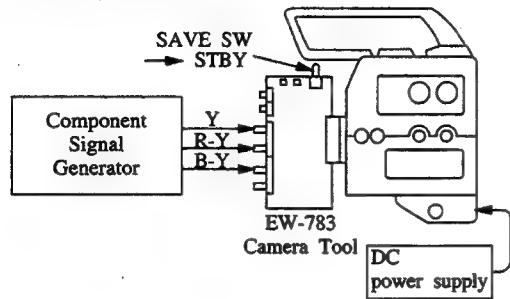 SAVE SW
→ STBY
Component
Signal
Generator
Y
R-Y
B-Y
EW-783
Camera Tool
DC
power supply